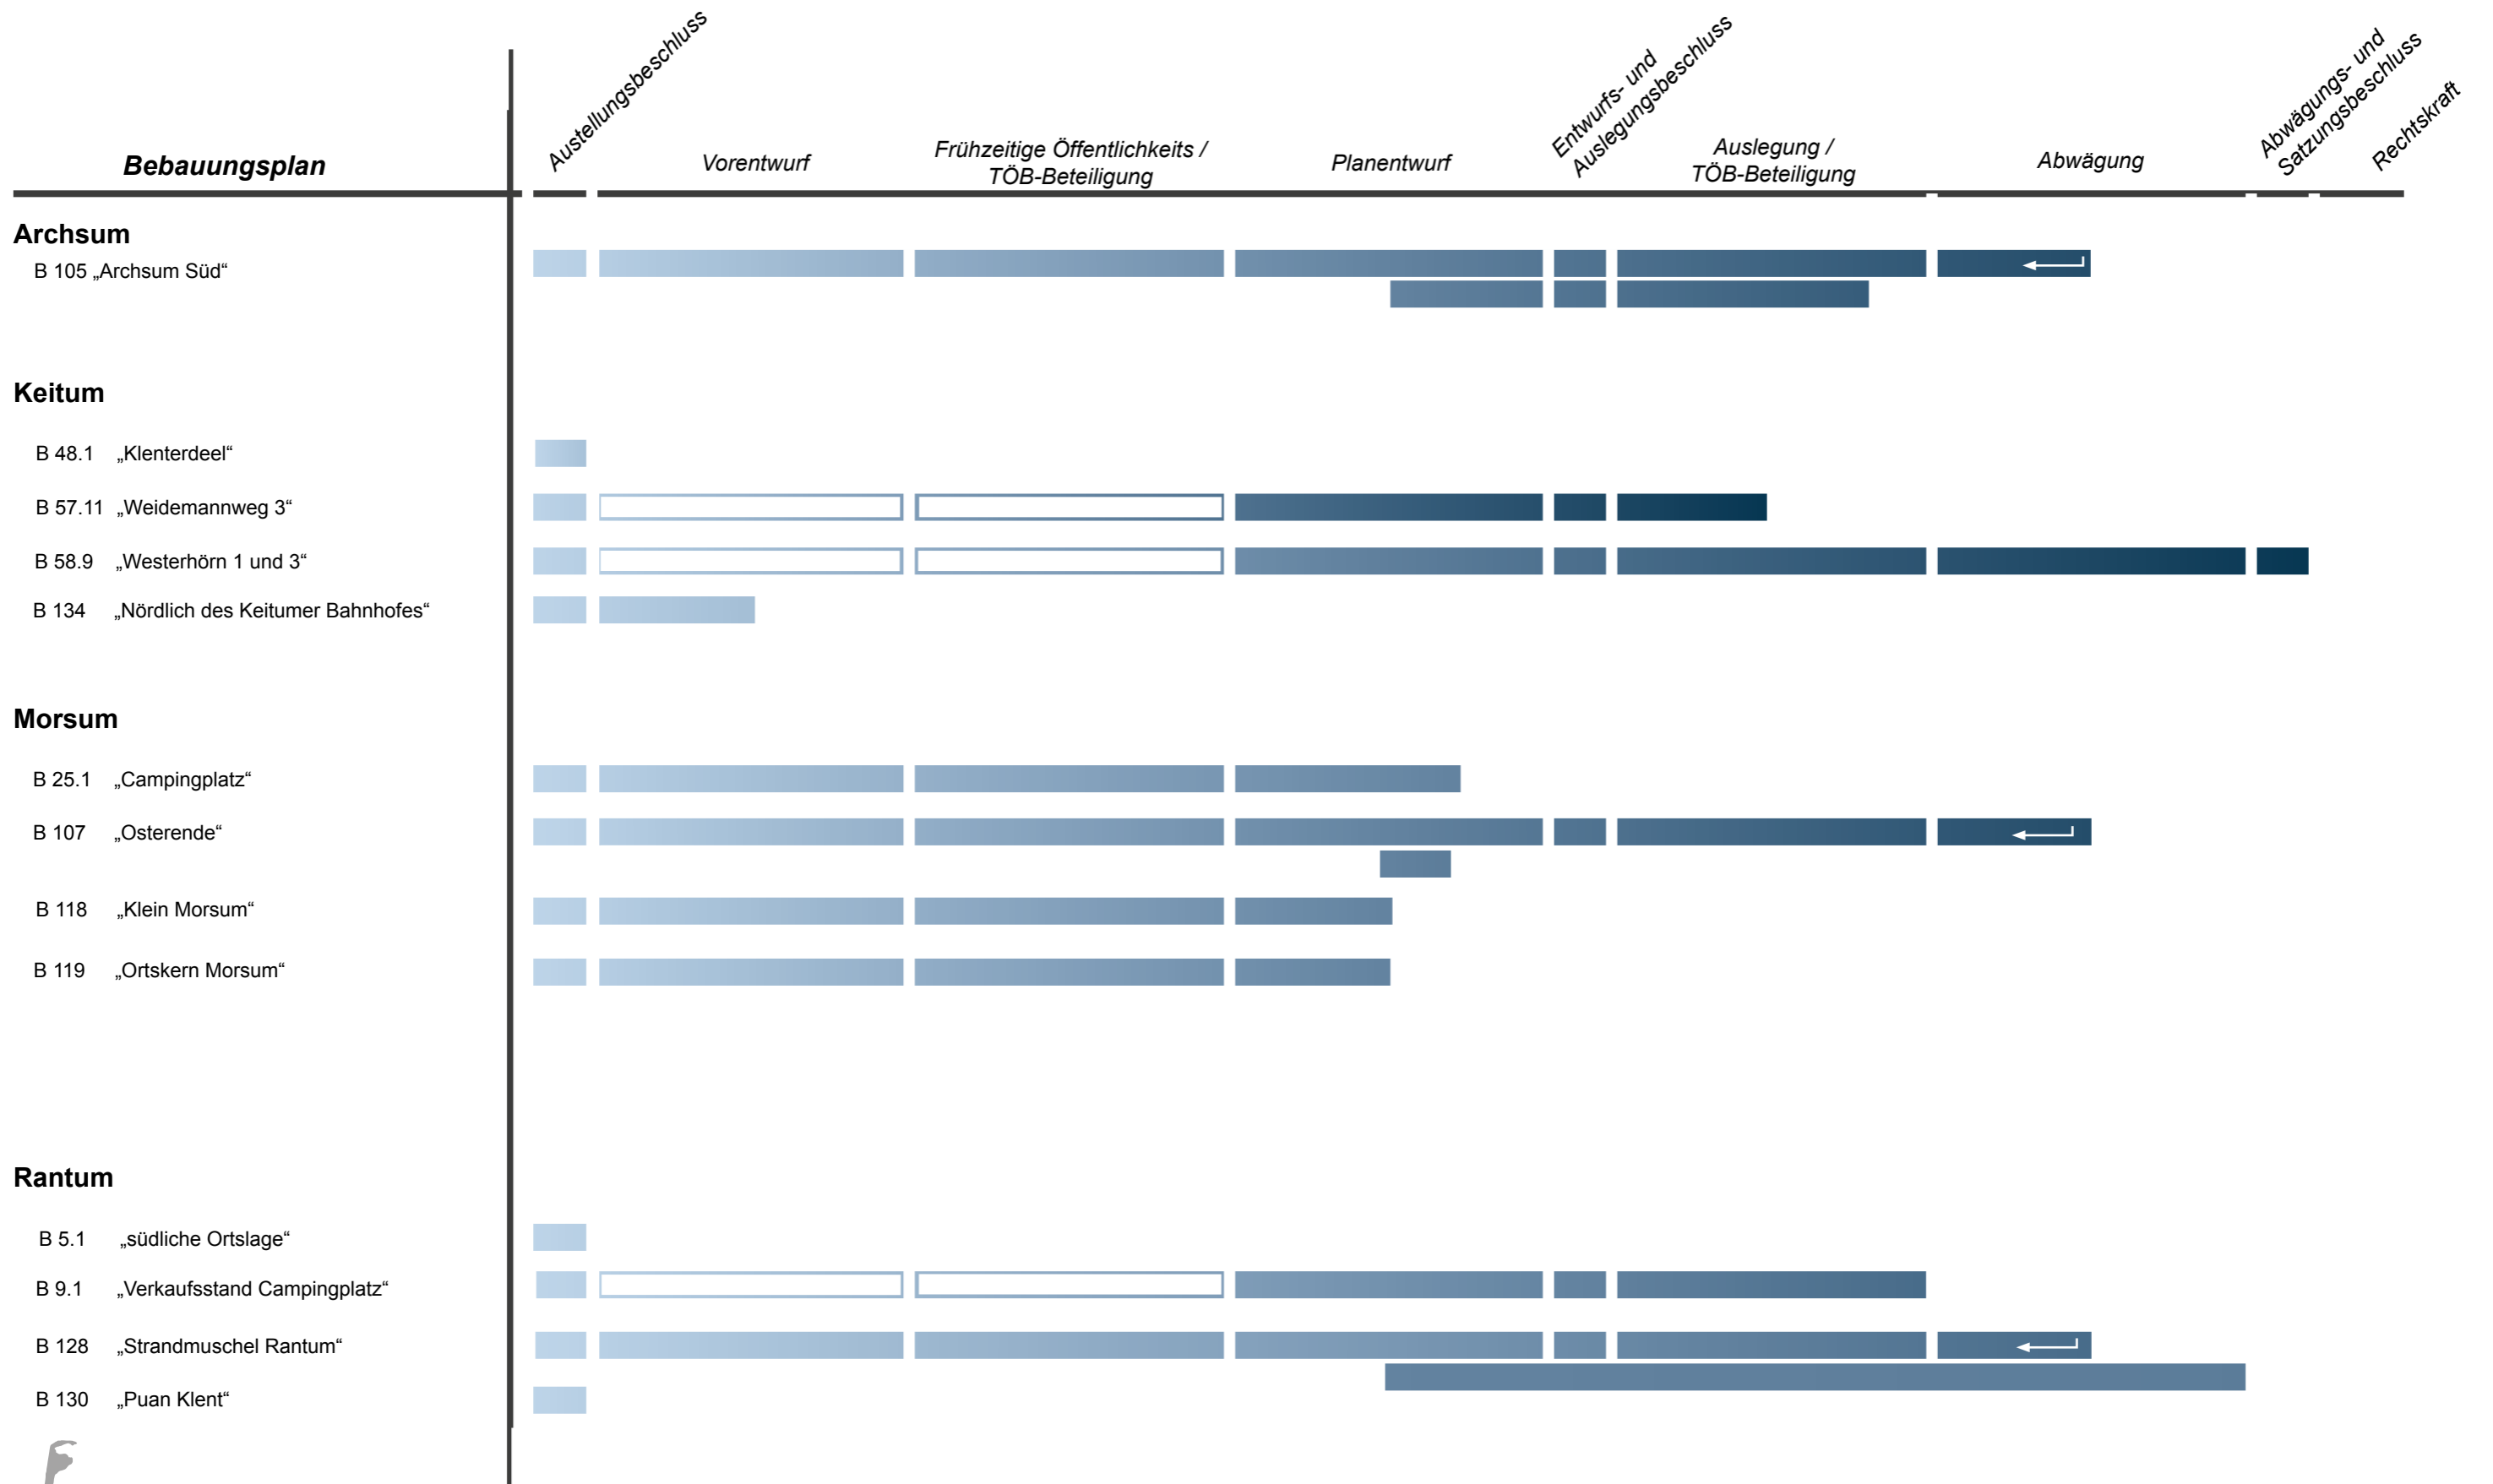 Bebauungsplan
Austellungsbeschluss
Vorentwurf
Frühzeitige Öffentlichkeits /
TÖB-Beteiligung
Planentwurf
Entwurfs- und
Auslegungsbeschluss
Auslegung /
TÖB-Beteiligung
Abwägung
Abwägungs- und
Satzungsbeschluss
Rechtskraft
Archsum
B 105 „Archsum Süd“
Keitum
B 48.1 „Klenterdeel“
B 57.11 „Weidemannweg 3“
B 58.9 „Westerhörn 1 und 3“
B 134 „Nördlich des Keitumer Bahnhofes“
Morsum
B 25.1 „Campingplatz“
B 107 „Osterende“
B 118 „Klein Morsum“
B 119 „Ortskern Morsum“
Rantum
B 5.1 „südliche Ortslage“
B 9.1 „Verkaufsstand Campingplatz“
B 128 „Strandmuschel Rantum“
B 130 „Puan Klent“